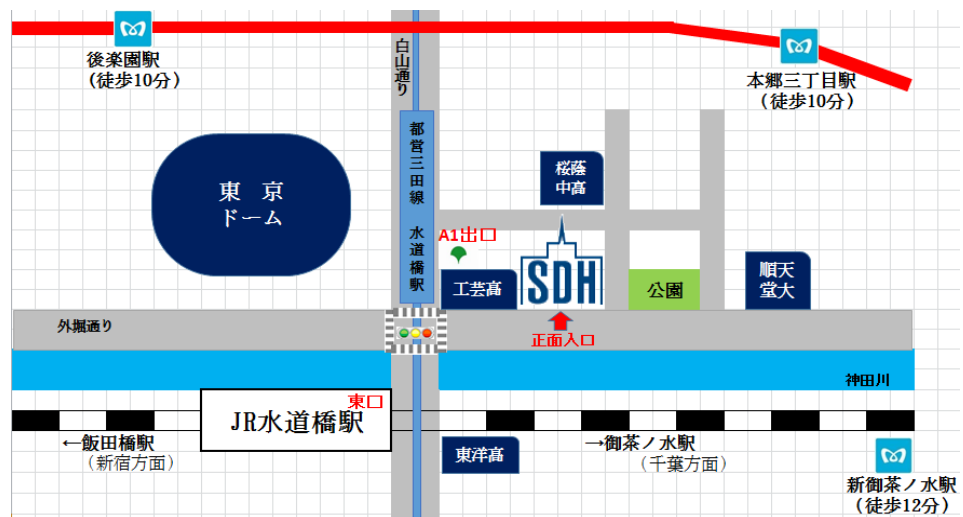 後楽園駅
(徒歩10分)
白山通り
本郷三丁目駅
(徒歩10分)
都営三田線 水道橋駅
東 京
ドーム
桜蔭
中高
A1出口
工芸高
SDH
公園
順天
堂大
外堀通り
正面入口
神田川
東口
JR水道橋駅
←飯田橋駅
(新宿方面)
東洋高
→御茶ノ水駅
(千葉方面)
新御茶ノ水駅
(徒歩12分)